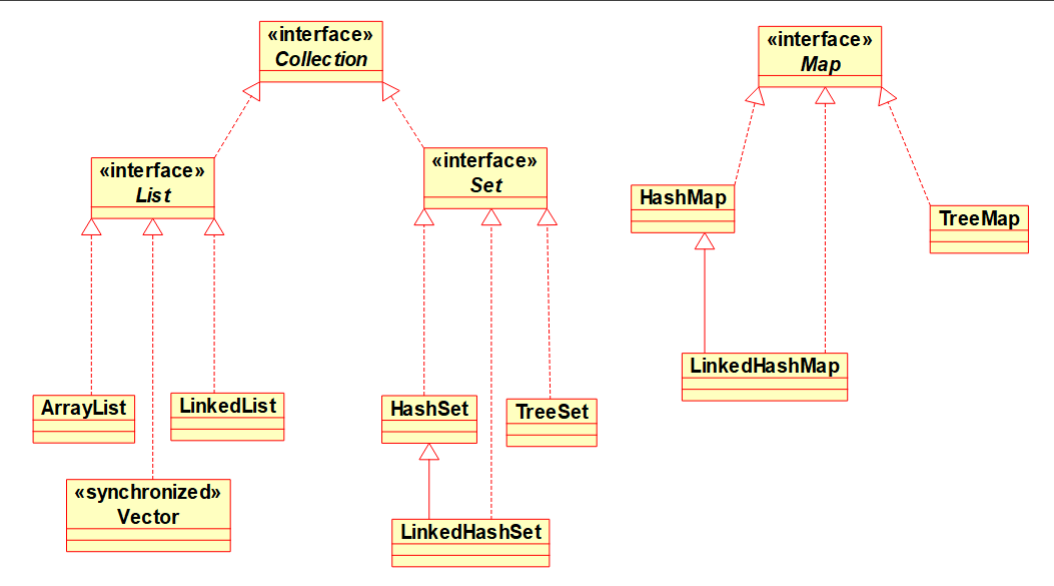 «interface»
Collection
«interface»
Map
«interface»
List
«interface»
Set
HashMap
TreeMap
LinkedHashMap
ArrayList
LinkedList
HashSet
TreeSet
«synchronized»
Vector
LinkedHashSet